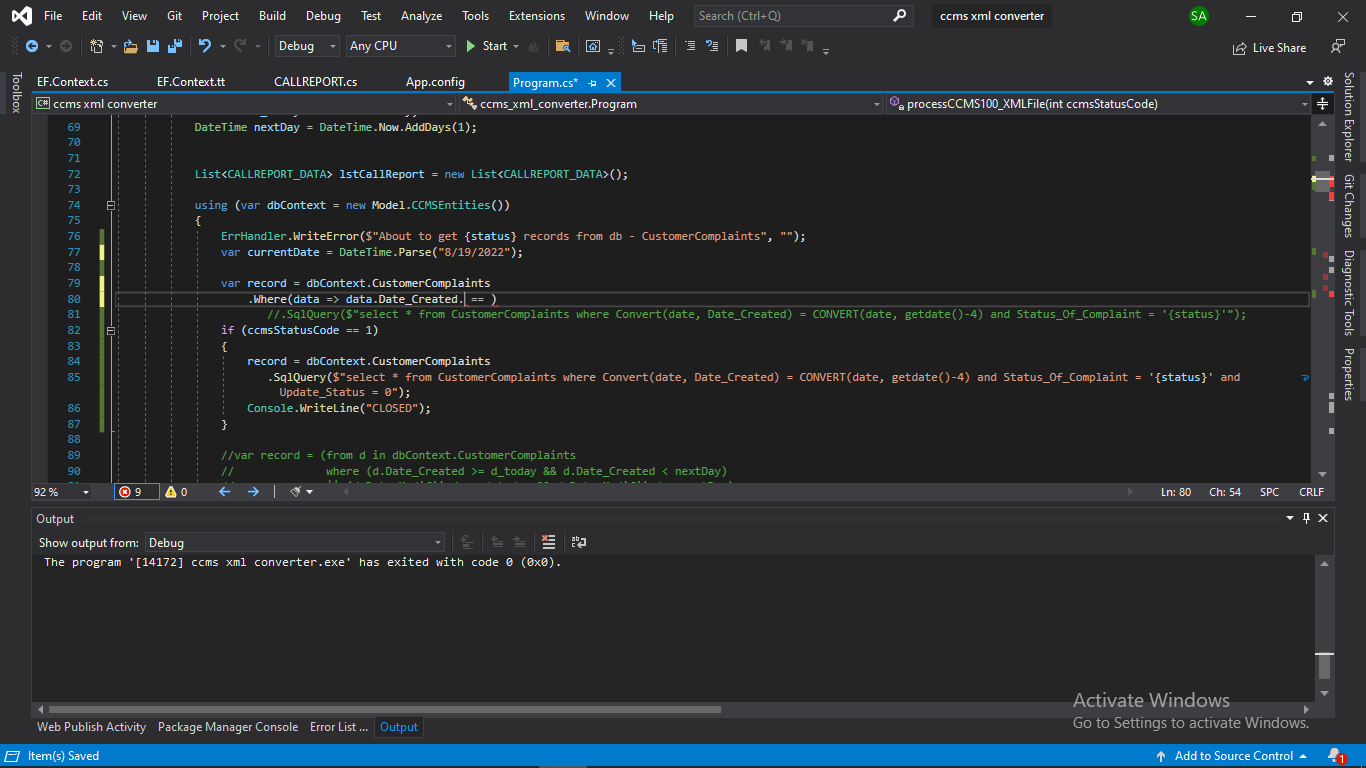 File Edit View Git Project Build Debug Test Analyze Tools Extensions Window Help Search (Ctrl+Q) ccms xml converter SA
Debug Any CPU Start Live Share
EF.Context.cs EF.Context.tt CALLREPORT.cs App.config Program.cs*
C# ccms xml converter ccms_xml_converter.Program processCCMS100_XMLFile(int ccmsStatusCode)
Toolbox
Solution Explorer
Git Changes
Diagnostic Tools
Properties
69 DateTime nextDay = DateTime.Now.AddDays(1);
70
71
72 List<CALLREPORT_DATA> lstCallReport = new List<CALLREPORT_DATA>();
73
74 using (var dbContext = new Model.CCMSEntities())
75 {
76 ErrHandler.WriteError($"About to get {status} records from db - CustomerComplaints", "");
77 var currentDate = DateTime.Parse("8/19/2022");
78
79 var record = dbContext.CustomerComplaints
80 .Where(data => data.Date_Created. == )
81 //.SqlQuery($"select * from CustomerComplaints where Convert(date, Date_Created) = CONVERT(date, getdate()-4) and Status_Of_Complaint = '{status}'");
82 if (ccmsStatusCode == 1)
83 {
84 record = dbContext.CustomerComplaints
85 .SqlQuery($"select * from CustomerComplaints where Convert(date, Date_Created) = CONVERT(date, getdate()-4) and Status_Of_Complaint = '{status}' and
Update_Status = 0");
86 Console.WriteLine("CLOSED");
87 }
88
89 //var record = (from d in dbContext.CustomerComplaints
90 // where (d.Date_Created >= d_today && d.Date_Created < nextDay)
92 % 9 0 Ln: 80 Ch: 54 SPC CRLF
Output
Show output from: Debug
The program '[14172] ccms xml converter.exe' has exited with code 0 (0x0).
Activate Windows
Go to Settings to activate Windows.
Web Publish Activity Package Manager Console Error List ... Output
Item(s) Saved Add to Source Control 1